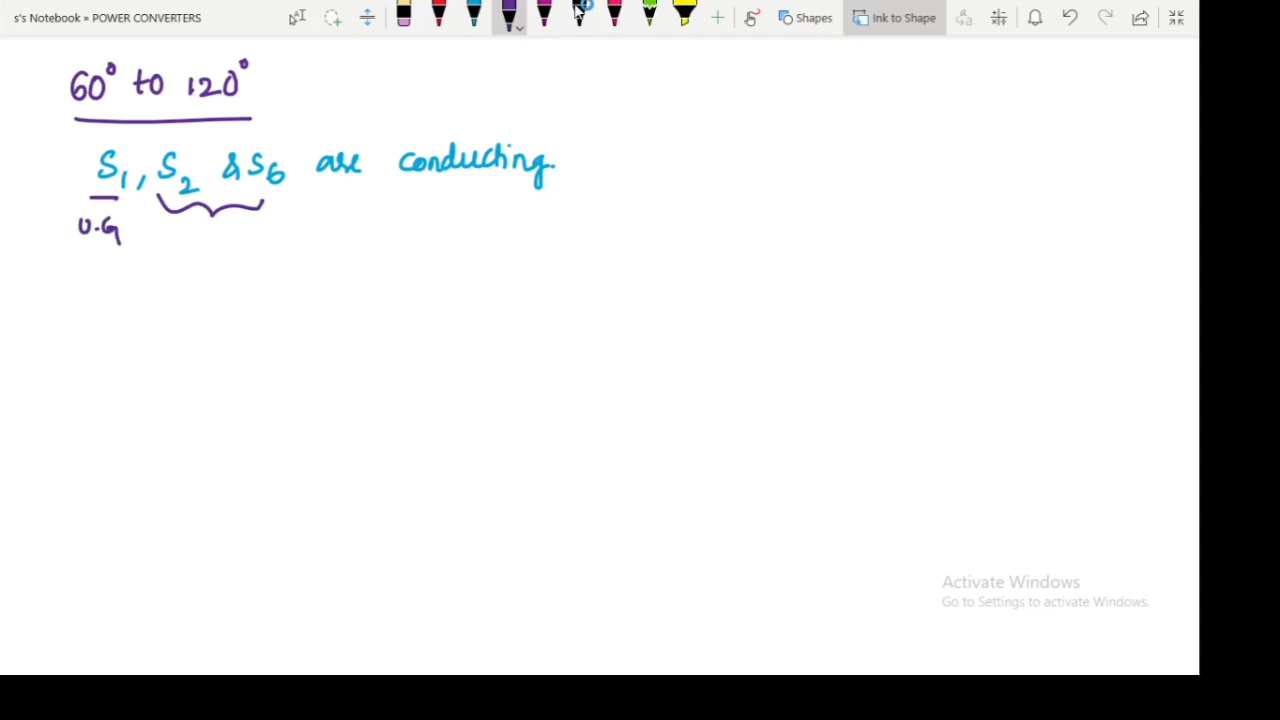 s's Notebook » POWER CONVERTERS
Shapes
Ink to Shape
60° to 120°
S1, S2 & S6 are conducting.
U.G
Activate Windows
Go to Settings to activate Windows.